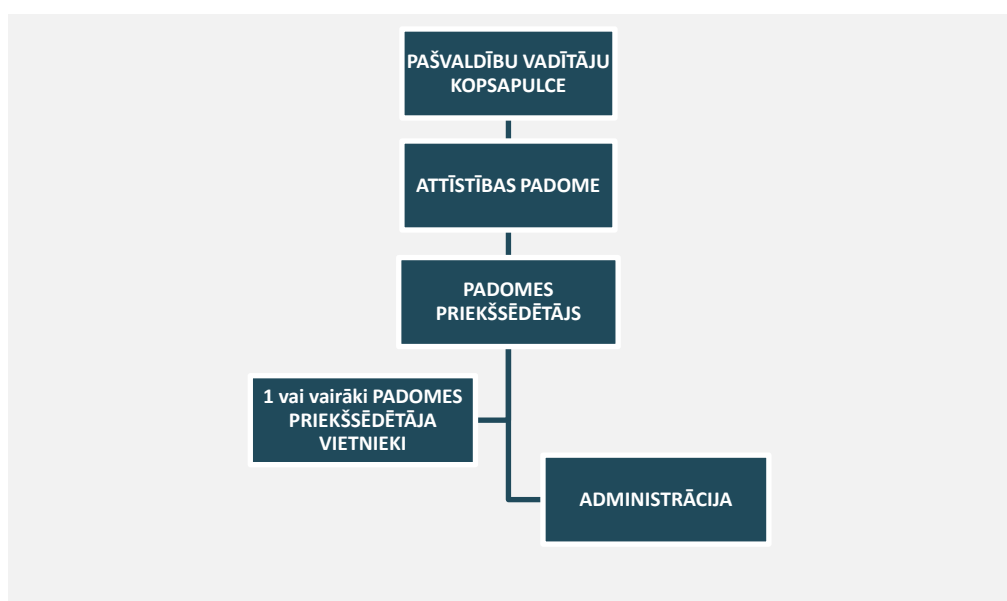 PAŠVALDĪBU VADĪTĀJU
KOPSAPULCE
ATTĪSTĪBAS PADOME
PADOMES
PRIEKŠSĒDĒTĀJS
1 vai vairāki PADOMES
PRIEKŠSĒDĒTĀJA
VIETNIEKI
ADMINISTRĀCIJA